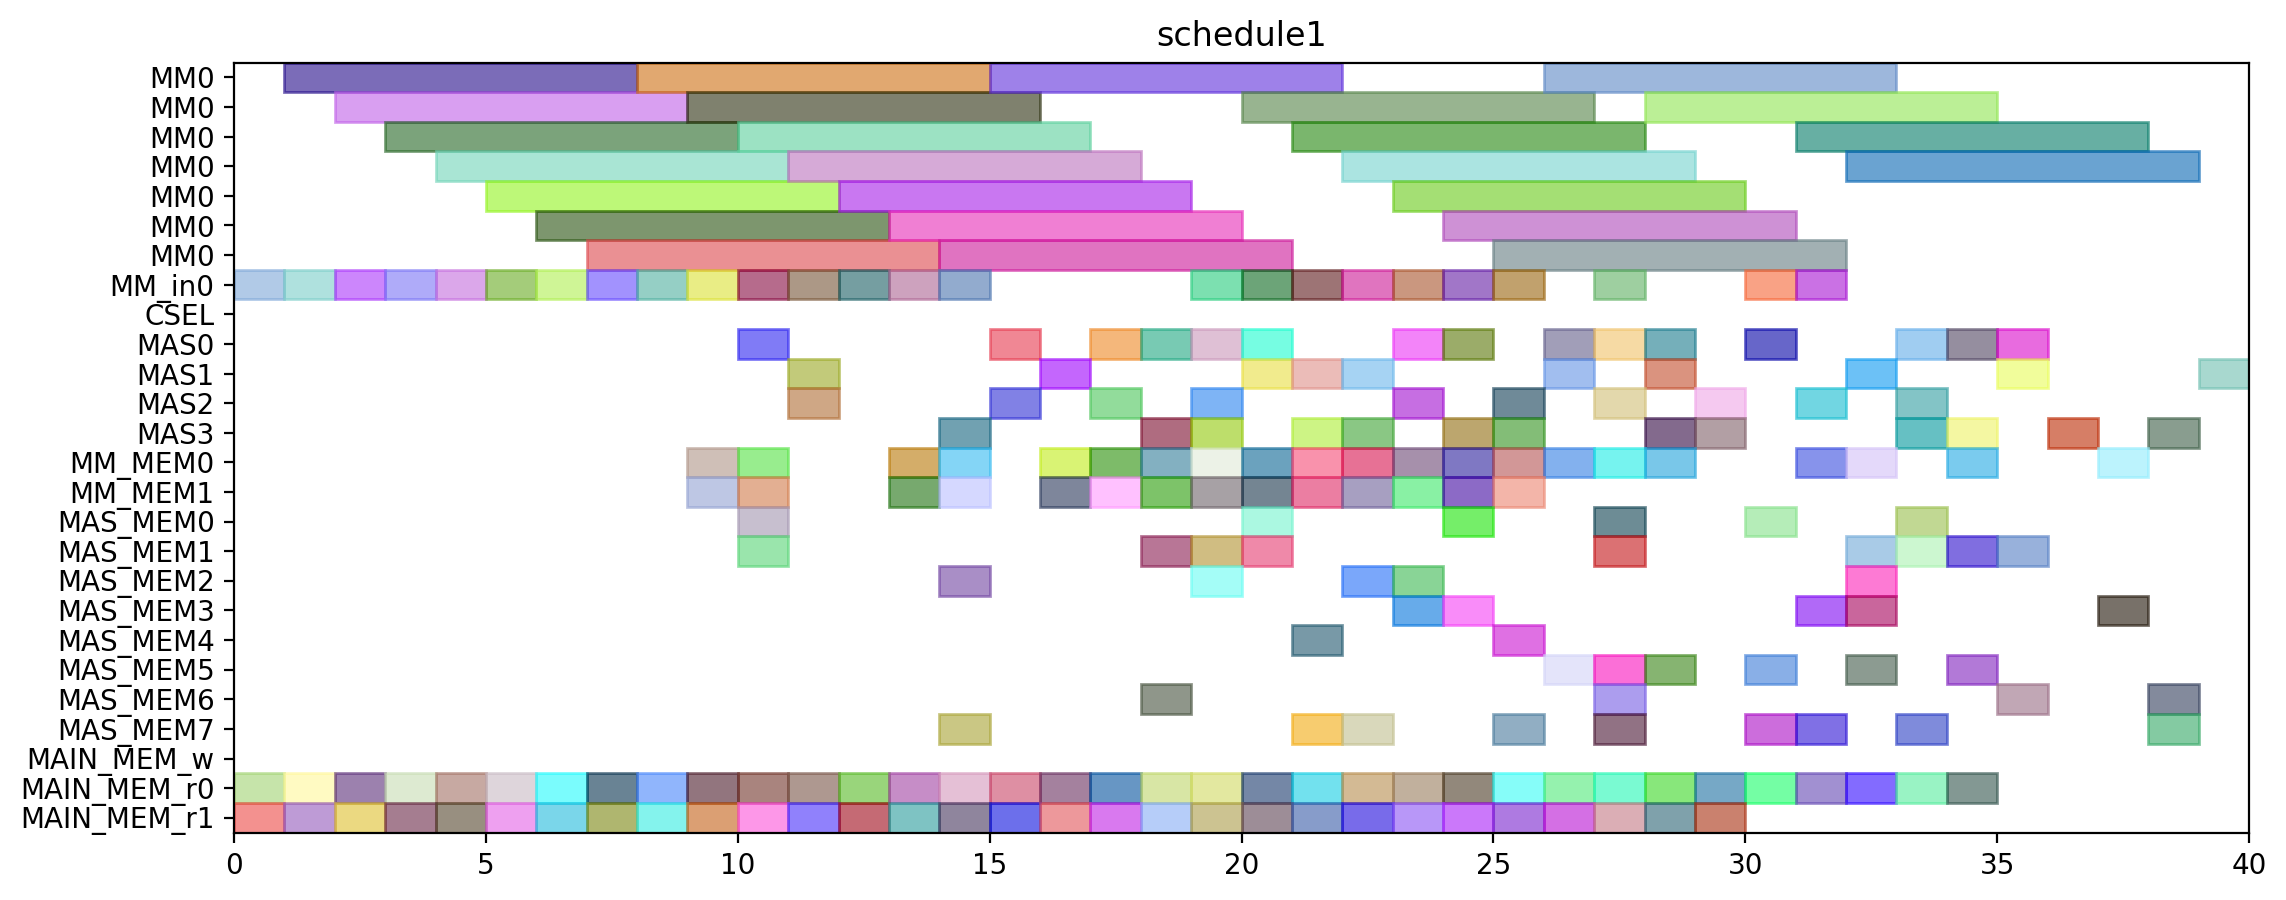 schedule1
MM0
MM0
MM0
MM0
MM0
MM0
MM0
MM_in0
CSEL
MAS0
MAS1
MAS2
MAS3
MM_MEM0
MM_MEM1
MAS_MEM0
MAS_MEM1
MAS_MEM2
MAS_MEM3
MAS_MEM4
MAS_MEM5
MAS_MEM6
MAS_MEM7
MAIN_MEM_w
MAIN_MEM_r0
MAIN_MEM_r1
0 5 10 15 20 25 30 35 40